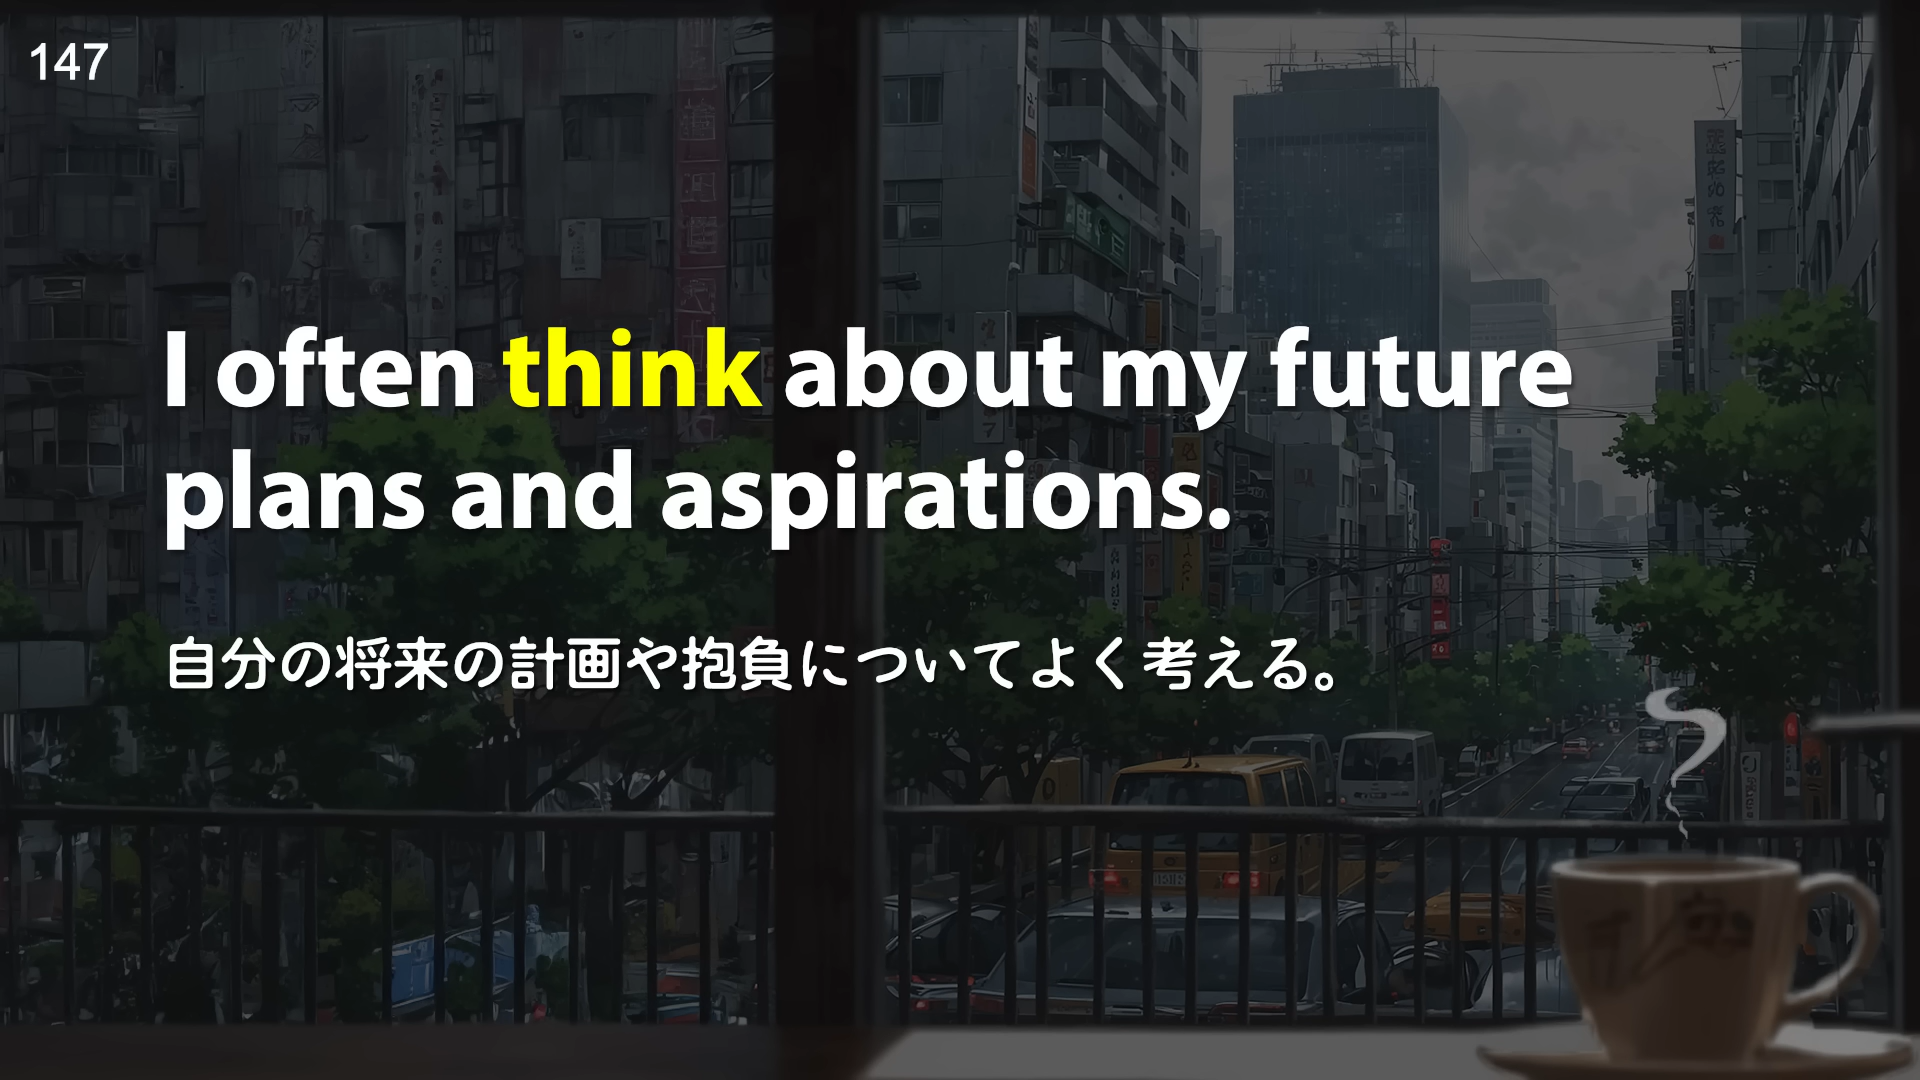 147
I often think about my future
plans and aspirations.
自分の将来の計画や抱負についてよく考える。